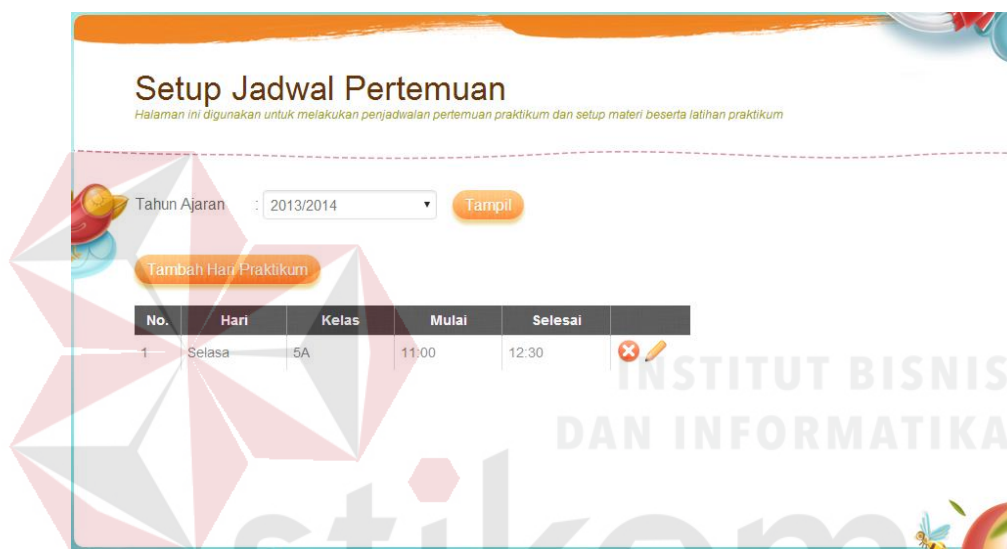 Setup Jadwal Pertemuan
Halaman ini digunakan untuk melakukan penjadwalan pertemuan praktikum dan setup materi beserta latihan praktikum
Tahun Ajaran : 2013/2014 Tampil
Tambah Hari Praktikum
No. Hari Kelas Mulai Selesai
1 Selasa 5A 11:00 12:30
INSTITUT BISNIS
DAN INFORMATIKA
stikom